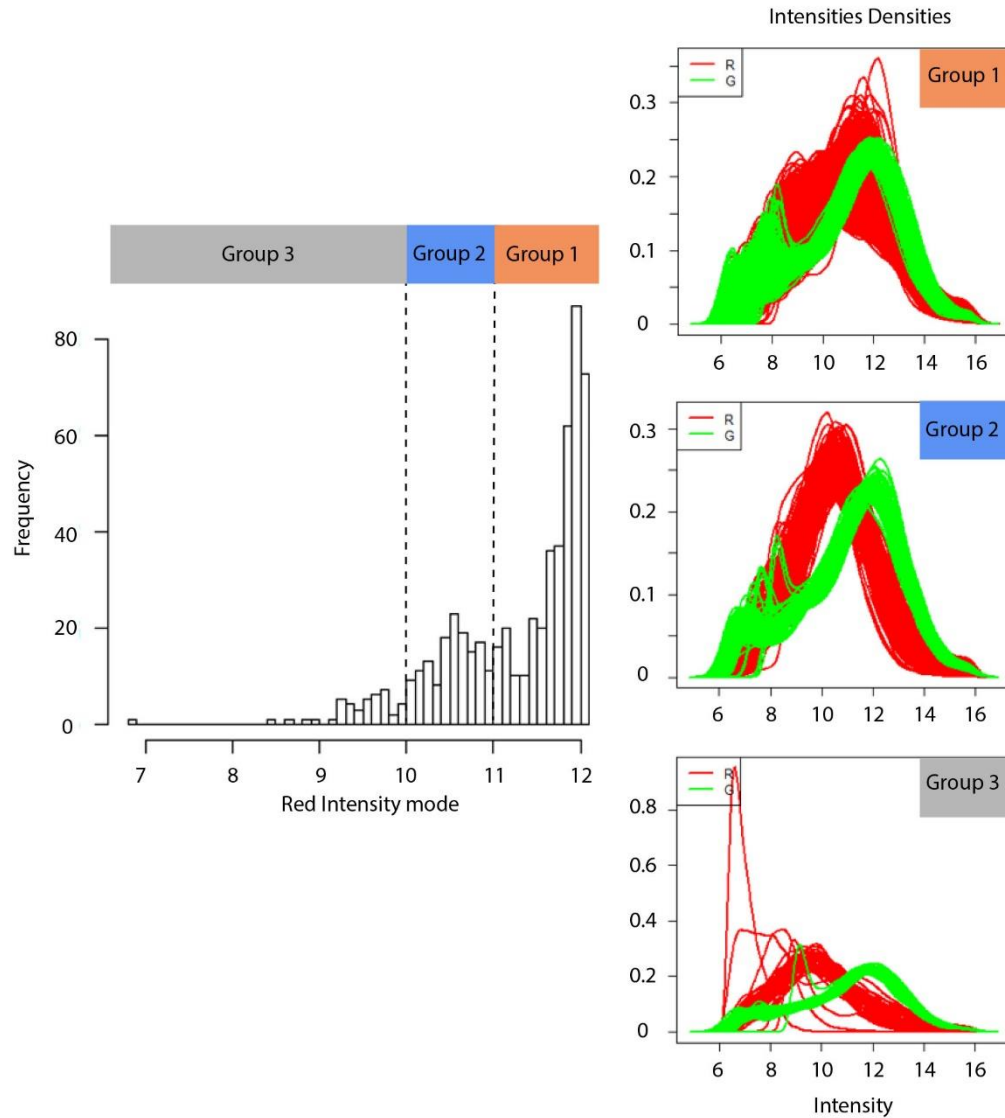 Intensities Densities
R
G
Group 1
0.3
0.2
0.1
0
6 8 10 12 14 16
Group 3 Group 2 Group 1
80
60
40
20
0
Frequency
7 8 9 10 11 12
Red Intensity mode
R
G
Group 2
0.3
0.2
0.1
0
6 8 10 12 14 16
R
G
Group 3
0.8
0.6
0.4
0.2
0
6 8 10 12 14 16
Intensity